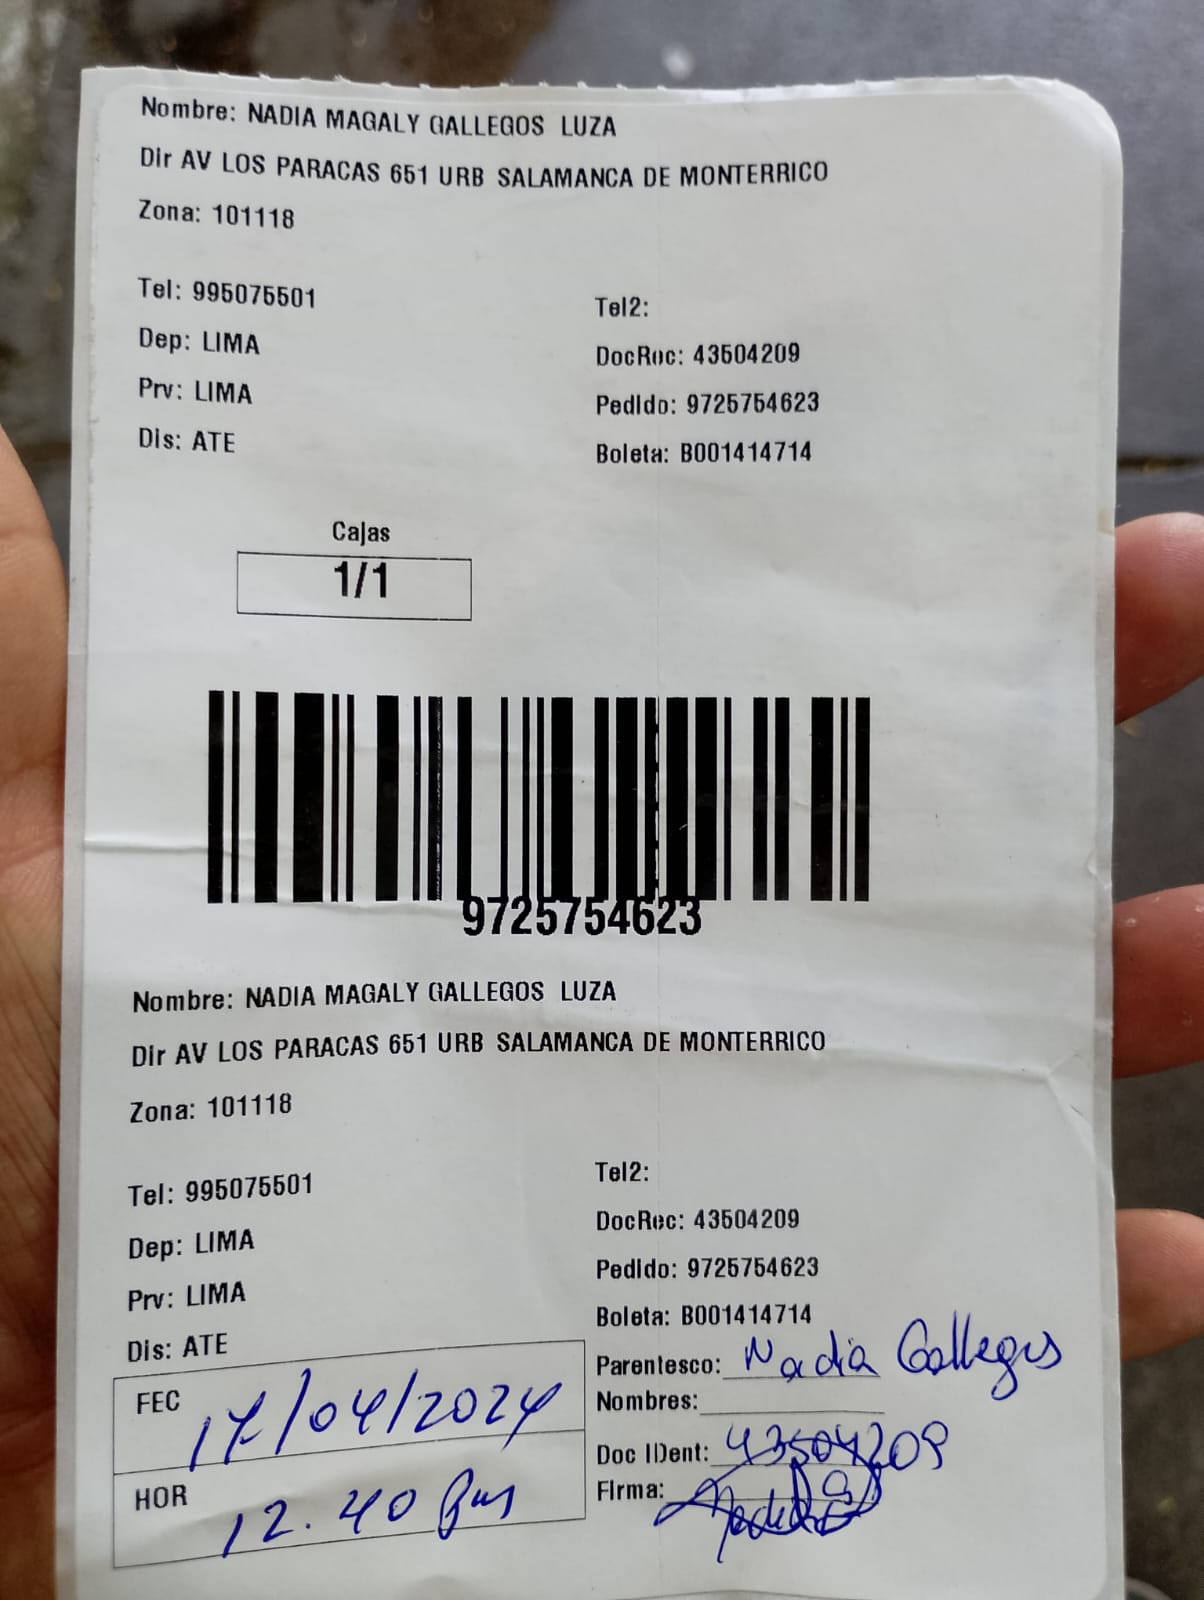 Nombre: NADIA MAGALY GALLEGOS LUZA
Dir AV LOS PARACAS 651 URB SALAMANCA DE MONTERRICO
Zona: 101118
Tel: 995075501
Tel2:
Dep: LIMA
DocRec: 43504209
Prv: LIMA
Pedido: 9725754623
Dis: ATE
Boleta: B001414714
Cajas
1/1
9725754623
Nombre: NADIA MAGALY GALLEGOS LUZA
Dir AV LOS PARACAS 651 URB SALAMANCA DE MONTERRICO
Zona: 101118
Tel: 995075501
Tel2:
Dep: LIMA
DocRec: 43504209
Prv: LIMA
Pedido: 9725754623
Dis: ATE
Boleta: B001414714
Parentesco: Nadia Gallegos
FEC 17/04/2024
Nombres:
Doc IDent: 43504209
HOR 12.40
Firma: